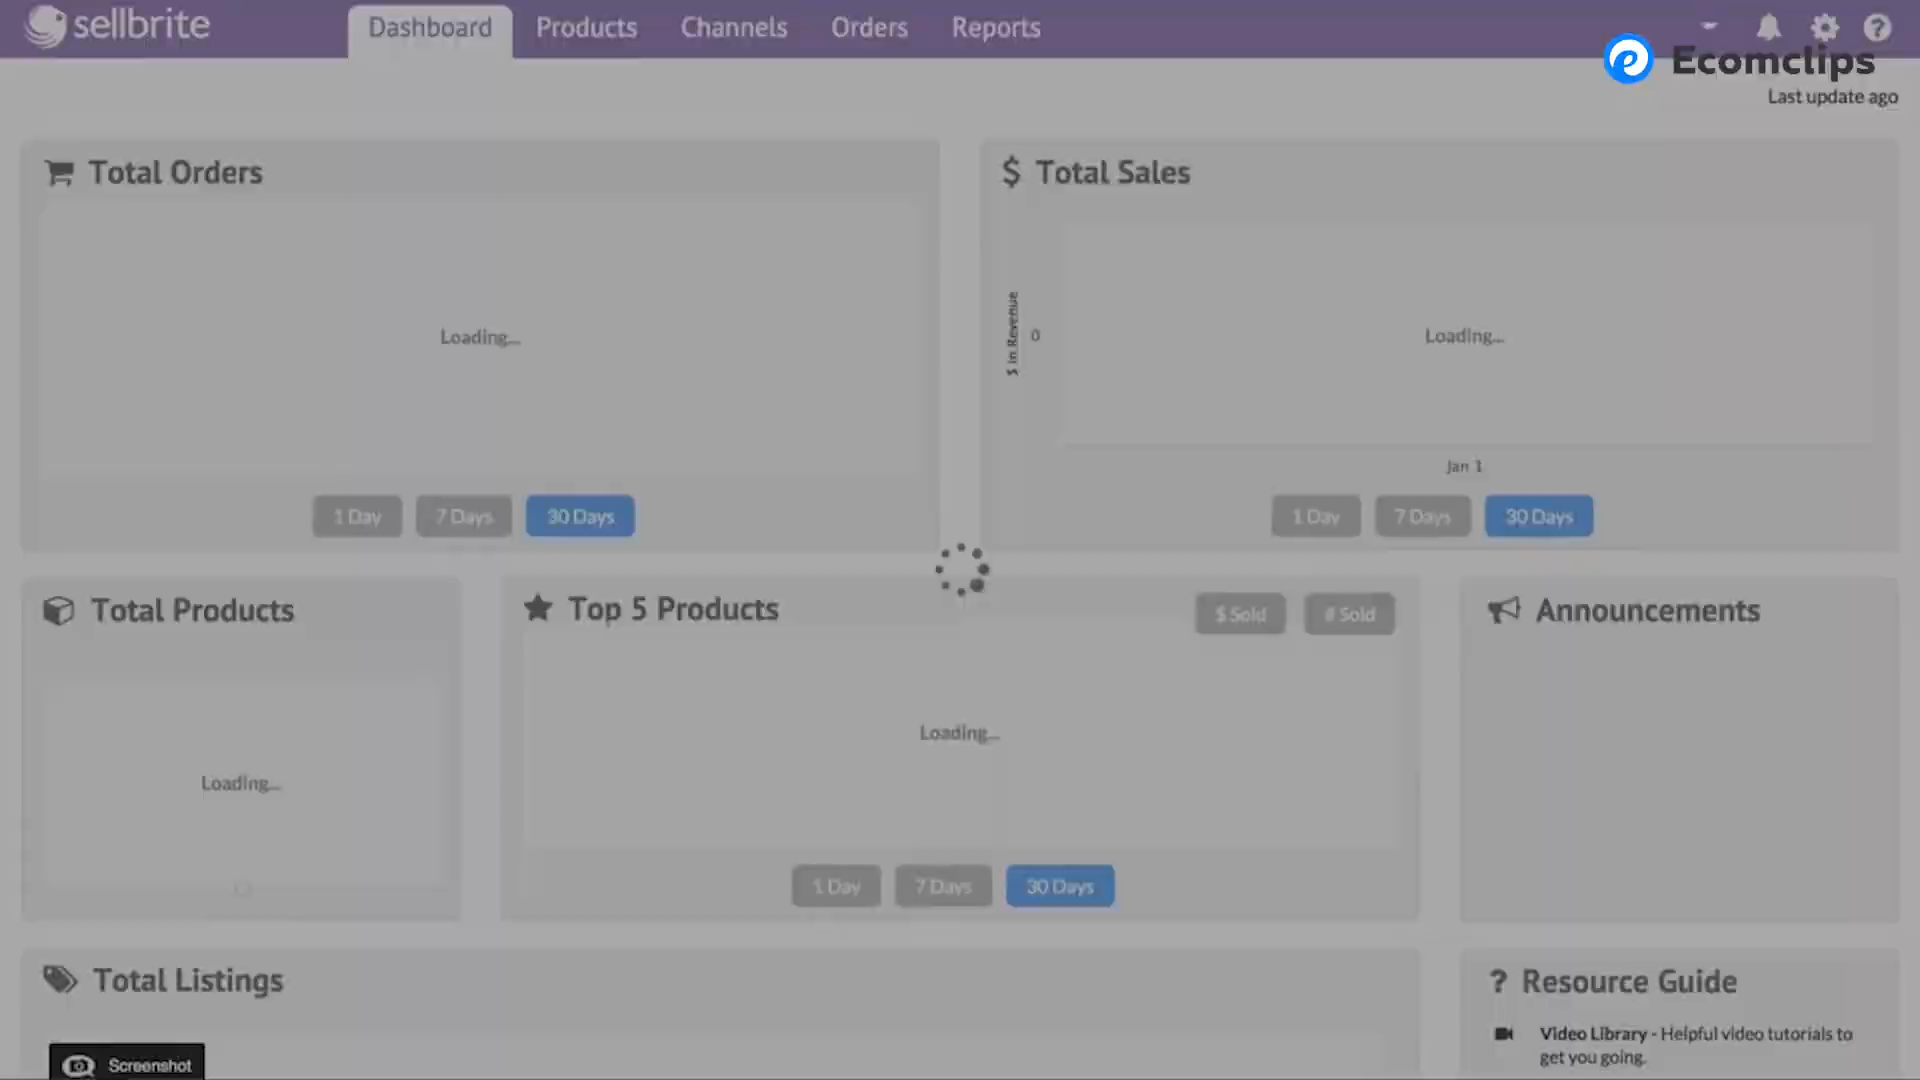 sellbrite
Dashboard
Products
Channels
Orders
Reports
Ecomclips
Last update ago
Total Orders
Loading...
1 Day
7 Days
30 Days
$ Total Sales
$ in Revenue
0
Loading...
Jan 1
1 Day
7 Days
30 Days
Total Products
Loading...
Top 5 Products
$ Sold
# Sold
Loading...
1 Day
7 Days
30 Days
Announcements
Total Listings
Screenshot
? Resource Guide
Video Library - Helpful video tutorials to
get you going.